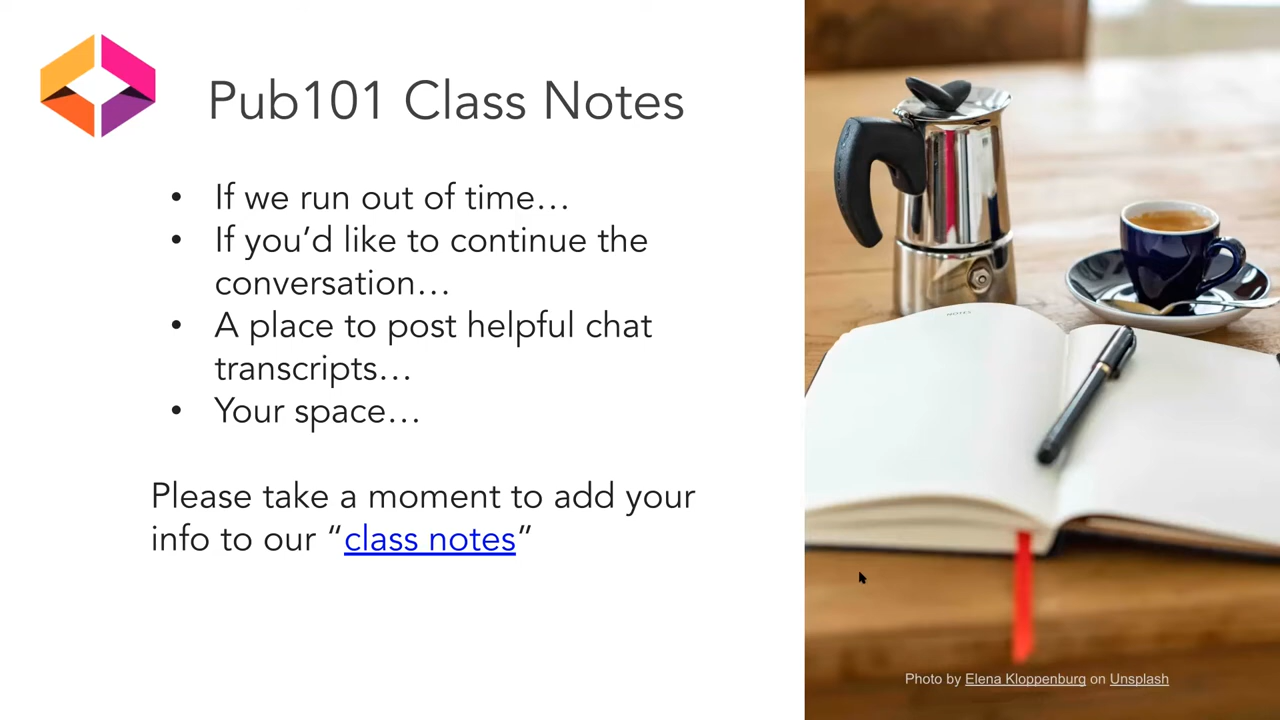 Pub101 Class Notes
• If we run out of time…
• If you’d like to continue the
conversation…
• A place to post helpful chat
transcripts…
• Your space…
Please take a moment to add your
info to our “class notes”
NOTES
Photo by Elena Kloppenburg on Unsplash